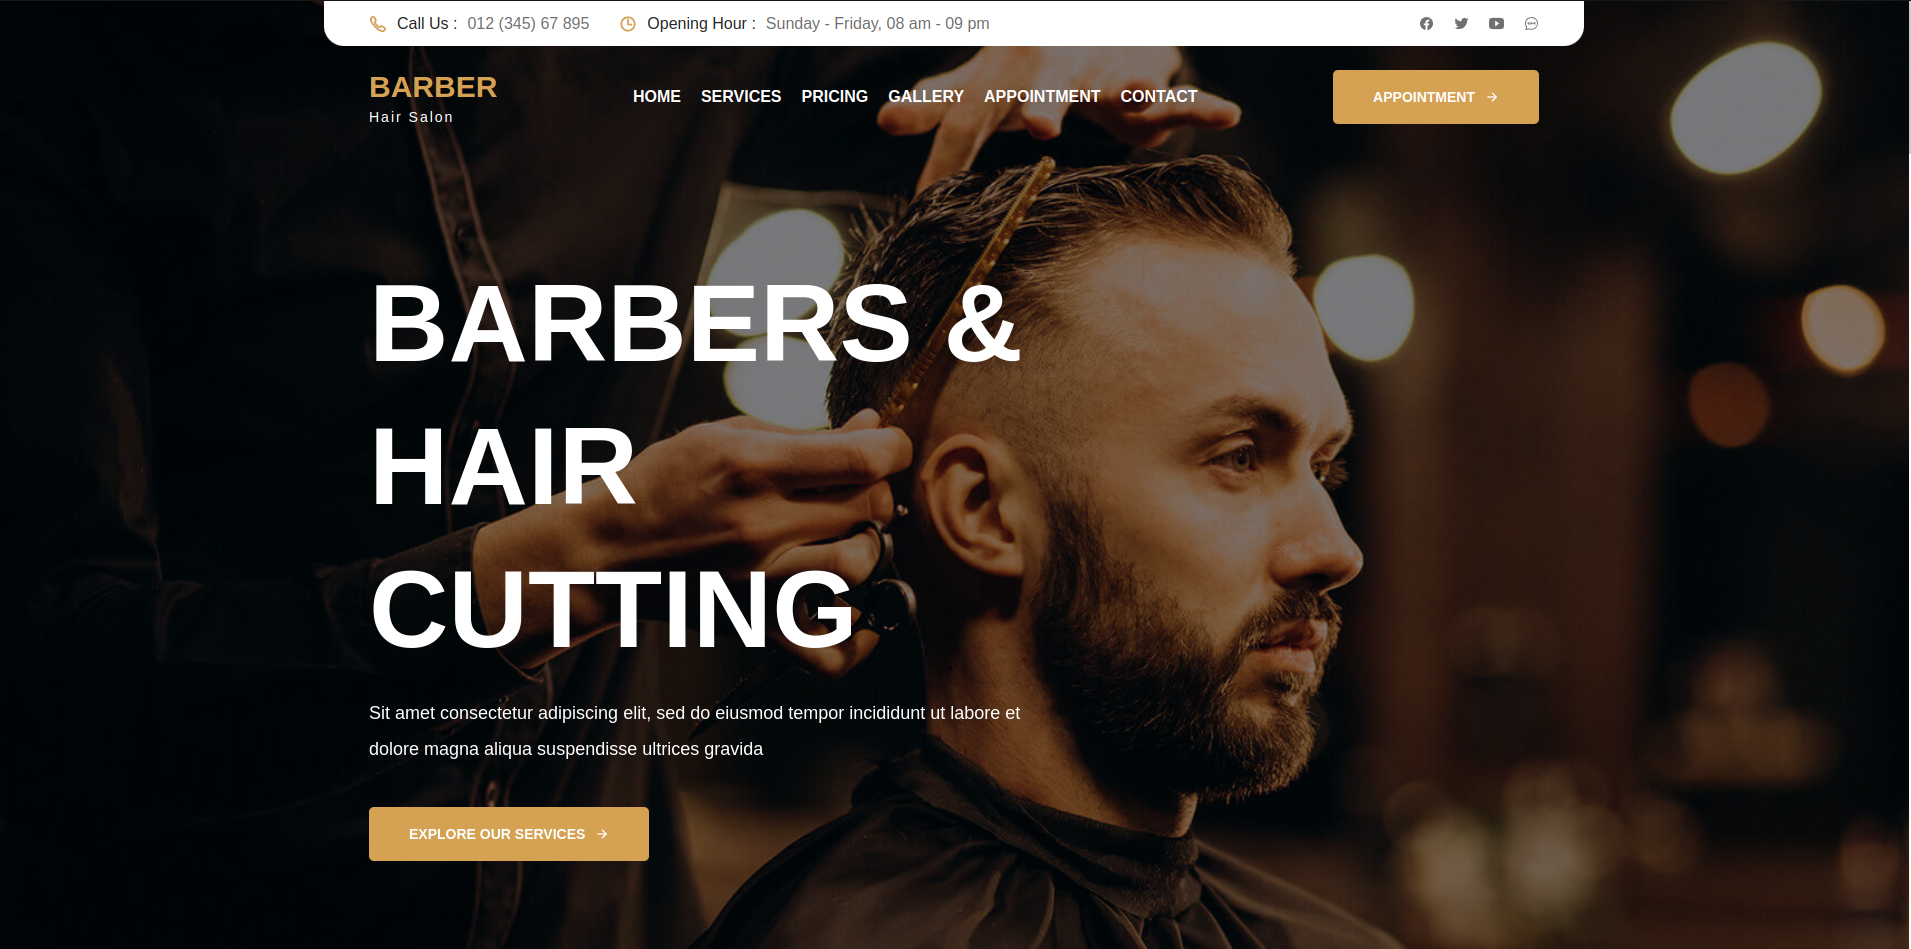 Call Us : 012 (345) 67 895 Opening Hour : Sunday - Friday, 08 am - 09 pm
BARBER
Hair Salon
HOME SERVICES PRICING GALLERY APPOINTMENT CONTACT
APPOINTMENT →
BARBERS &
HAIR
CUTTING
Sit amet consectetur adipiscing elit, sed do eiusmod tempor incididunt ut labore et
dolore magna aliqua suspendisse ultrices gravida
EXPLORE OUR SERVICES →